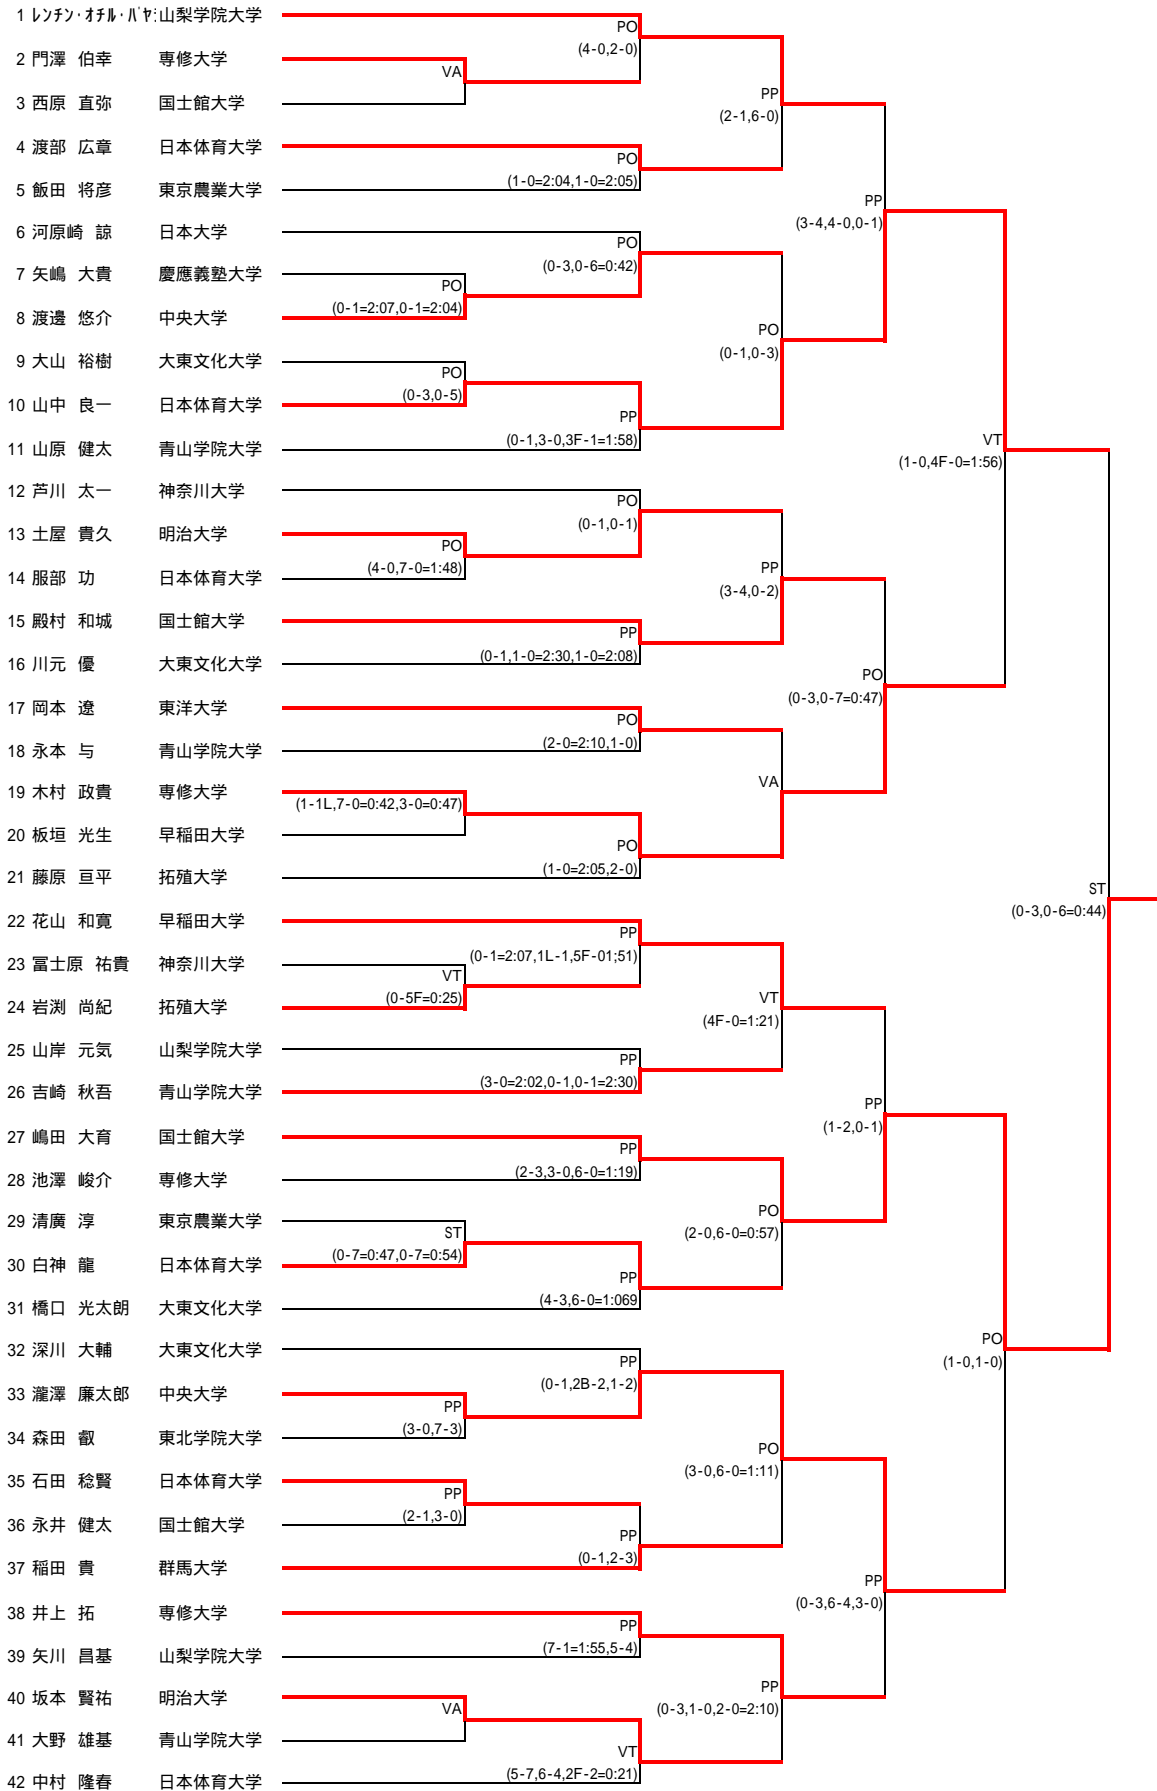 1 ﾚﾝﾁﾝ・ｵﾁﾙ・ﾊﾞﾔ 山梨学院大学
PO
(4-0,2-0)
2 門澤 伯幸 専修大学
VA
PP
3 西原 直弥 国士館大学
(2-1,6-0)
4 渡部 広章 日本体育大学
PO
5 飯田 将彦 東京農業大学
(1-0=2:04,1-0=2:05)
PP
(3-4,4-0,0-1)
6 河原崎 諒 日本大学
PO
(0-3,0-6=0:42)
7 矢嶋 大貴 慶應義塾大学
PO
(0-1=2:07,0-1=2:04)
8 渡邊 悠介 中央大学
PO
(0-1,0-3)
9 大山 裕樹 大東文化大学
PO
(0-3,0-5)
10 山中 良一 日本体育大学
PP
(0-1,3-0,3F-1=1:58)
11 山原 健太 青山学院大学
VT
(1-0,4F-0=1:56)
12 芦川 太一 神奈川大学
PO
(0-1,0-1)
13 土屋 貴久 明治大学
PO
(4-0,7-0=1:48)
14 服部 功 日本体育大学
PP
(3-4,0-2)
15 殿村 和城 国士館大学
PP
(0-1,1-0=2:30,1-0=2:08)
16 川元 優 大東文化大学
PO
(0-3,0-7=0:47)
17 岡本 遼 東洋大学
PO
(2-0=2:10,1-0)
18 永本 与 青山学院大学
VA
19 木村 政貴 専修大学
(1-1L,7-0=0:42,3-0=0:47)
20 板垣 光生 早稲田大学
PO
(1-0=2:05,2-0)
21 藤原 亘平 拓殖大学
ST
(0-3,0-6=0:44)
22 花山 和寛 早稲田大学
PP
(0-1=2:07,1L-1,5F-01;51)
23 冨士原 祐貴 神奈川大学
VT
(0-5F=0:25)
24 岩渕 尚紀 拓殖大学
VT
(4F-0=1:21)
25 山岸 元気 山梨学院大学
PP
(3-0=2:02,0-1,0-1=2:30)
26 吉崎 秋吾 青山学院大学
PP
(1-2,0-1)
27 嶋田 大育 国士館大学
PP
(2-3,3-0,6-0=1:19)
28 池澤 峻介 専修大学
PO
(2-0,6-0=0:57)
29 清廣 淳 東京農業大学
ST
(0-7=0:47,0-7=0:54)
30 白神 龍 日本体育大学
PP
(4-3,6-0=1:069
31 橋口 光太朗 大東文化大学
PO
(1-0,1-0)
32 深川 大輔 大東文化大学
PP
(0-1,2B-2,1-2)
33 瀧澤 廉太郎 中央大学
PP
(3-0,7-3)
34 森田 叡 東北学院大学
PO
(3-0,6-0=1:11)
35 石田 稔賢 日本体育大学
PP
(2-1,3-0)
36 永井 健太 国士館大学
PP
(0-1,2-3)
37 稲田 貴 群馬大学
PP
(0-3,6-4,3-0)
38 井上 拓 専修大学
PP
(7-1=1:55,5-4)
39 矢川 昌基 山梨学院大学
PP
(0-3,1-0,2-0=2:10)
40 坂本 賢祐 明治大学
VA
41 大野 雄基 青山学院大学
VT
(5-7,6-4,2F-2=0:21)
42 中村 隆春 日本体育大学